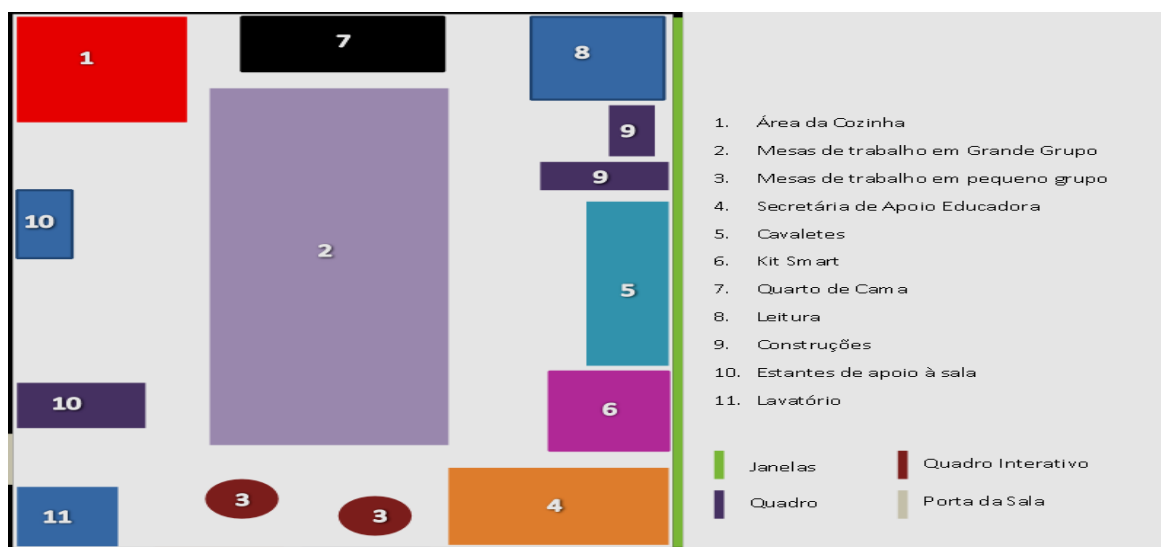 1
7
8
9
9
10
2
5
10
6
3
3
4
11
1. Área da Cozinha
2. Mesas de trabalho em Grande Grupo
3. Mesas de trabalho em pequeno grupo
4. Secretária de Apoio Educadora
5. Cavaletes
6. Kit Smart
7. Quarto de Cama
8. Leitura
9. Construções
10. Estantes de apoio à sala
11. Lavatório
Janelas
Quadro Interativo
Quadro
Porta da Sala